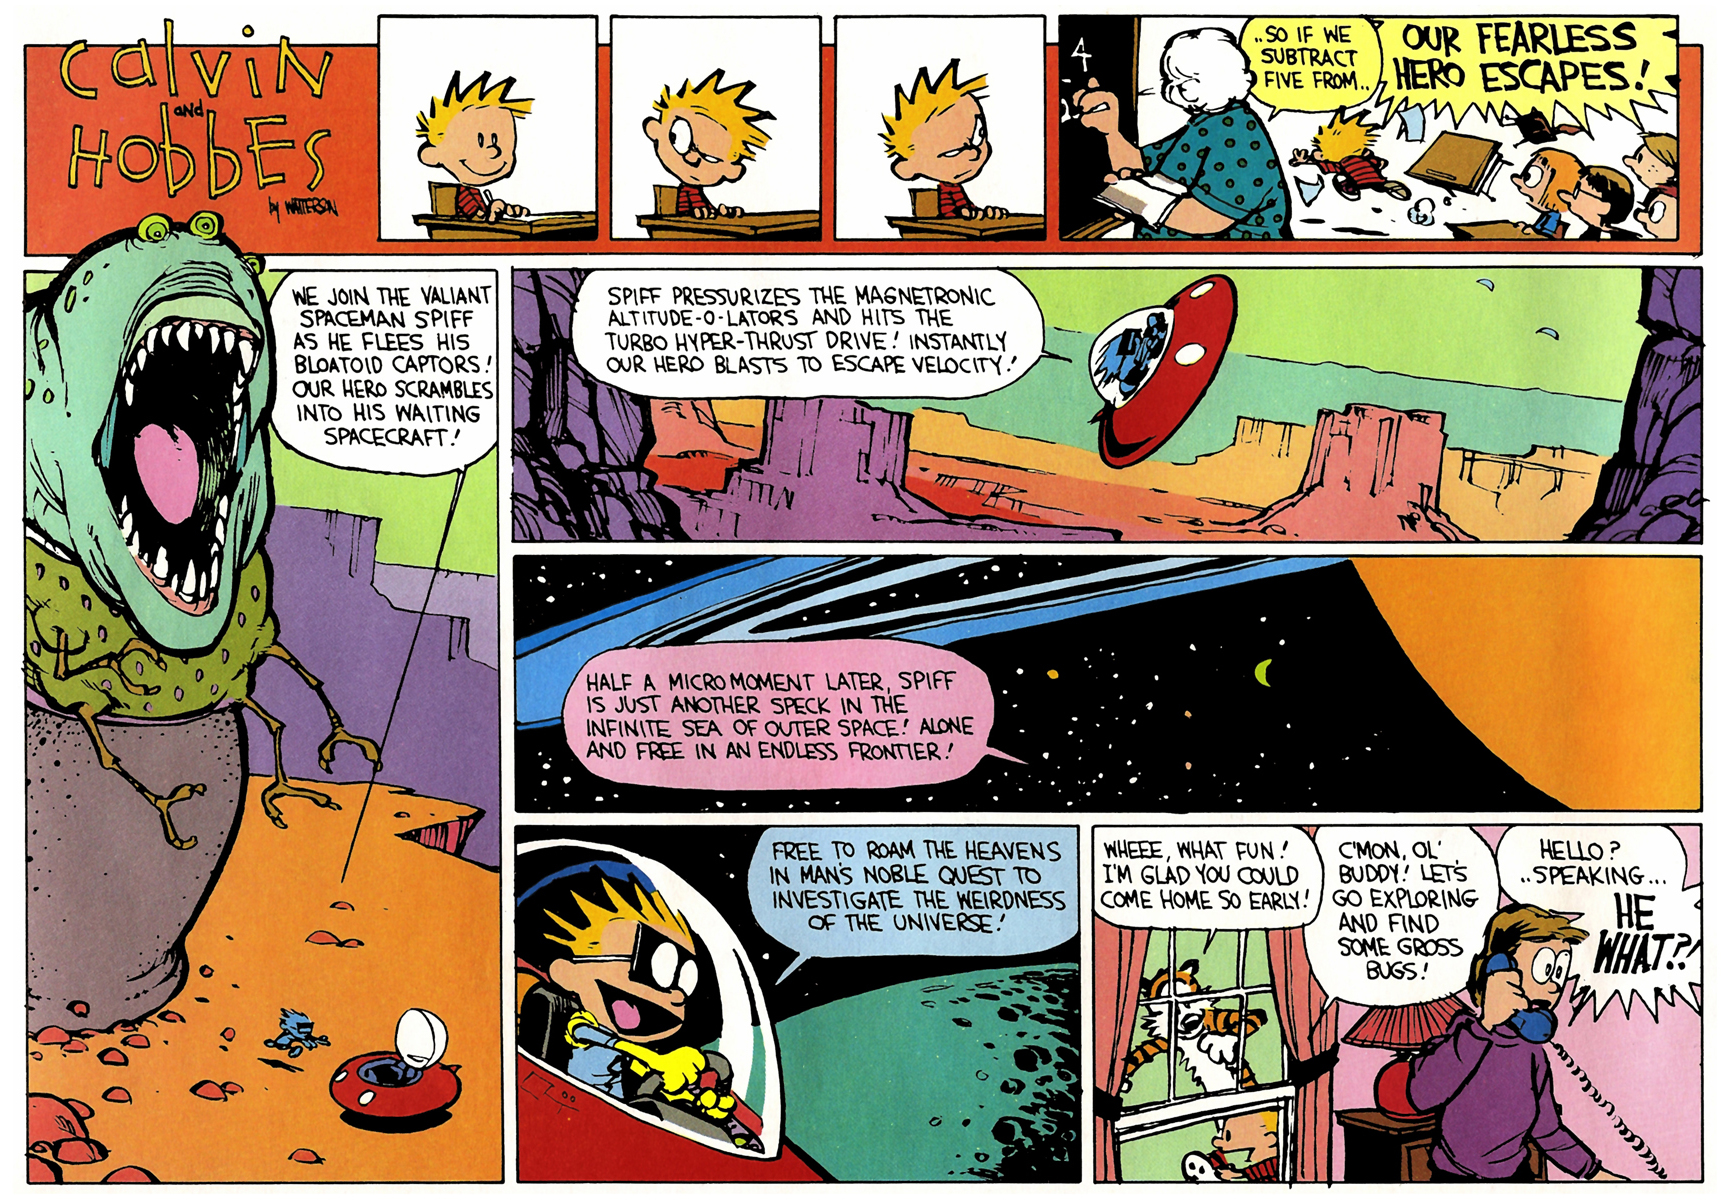 Calvin
and
HObbEs
by WATTERSON
..SO IF WE
SUBTRACT
FIVE FROM..
OUR FEARLESS
HERO ESCAPES!
WE JOIN THE VALIANT
SPACEMAN SPIFF
AS HE FLEES HIS
BLOATOID CAPTORS!
OUR HERO SCRAMBLES
INTO HIS WAITING
SPACECRAFT!
SPIFF PRESSURIZES THE MAGNETRONIC
ALTITUDE-O-LATORS AND HITS THE
TURBO HYPER-THRUST DRIVE! INSTANTLY
OUR HERO BLASTS TO ESCAPE VELOCITY!
HALF A MICROMOMENT LATER, SPIFF
IS JUST ANOTHER SPECK IN THE
INFINITE SEA OF OUTER SPACE! ALONE
AND FREE IN AN ENDLESS FRONTIER!
FREE TO ROAM THE HEAVENS
IN MAN'S NOBLE QUEST TO
INVESTIGATE THE WEIRDNESS
OF THE UNIVERSE!
WHEEE, WHAT FUN!
I'M GLAD YOU COULD
COME HOME SO EARLY!
C'MON, OL'
BUDDY! LET'S
GO EXPLORING
AND FIND
SOME GROSS
BUGS!
HELLO?
..SPEAKING...
HE
WHAT?!